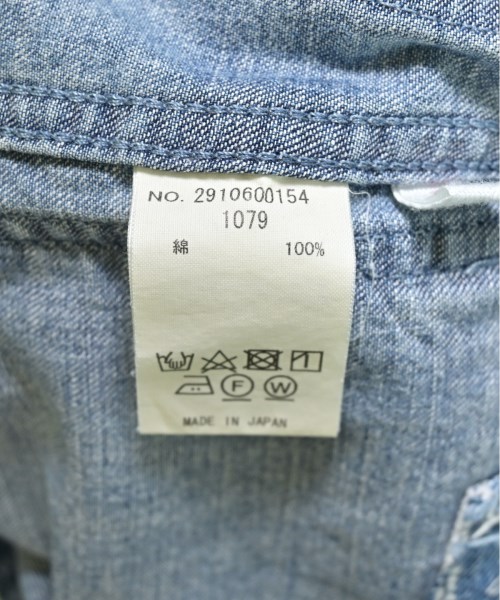 NO. 2910600154
1079
綿 100%
F W
MADE IN JAPAN